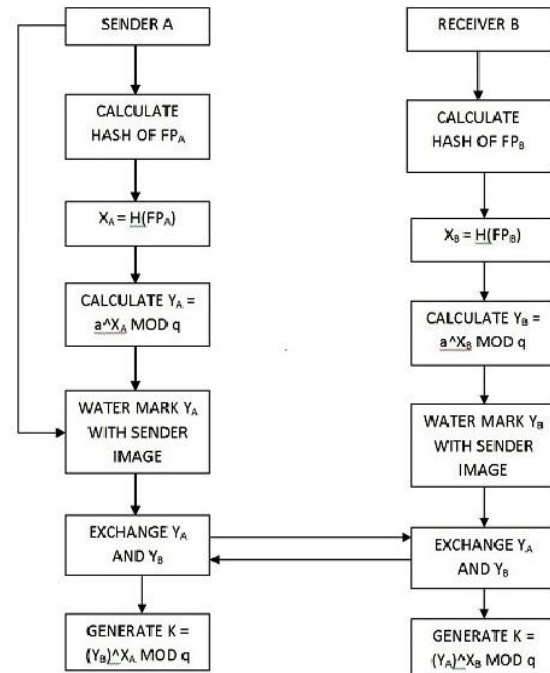 SENDER A
CALCULATE
HASH OF FPA
XA = H(FPA)
CALCULATE YA =
a^XA MOD q
WATER MARK YA
WITH SENDER
IMAGE
EXCHANGE YA
AND YB
GENERATE K =
(YB)^XA MOD q
RECEIVER B
CALCULATE
HASH OF FPB
XB = H(FPB)
CALCULATE YB =
a^XB MOD q
WATER MARK YB
WITH SENDER
IMAGE
EXCHANGE YA
AND YB
GENERATE K =
(YA)^XB MOD q